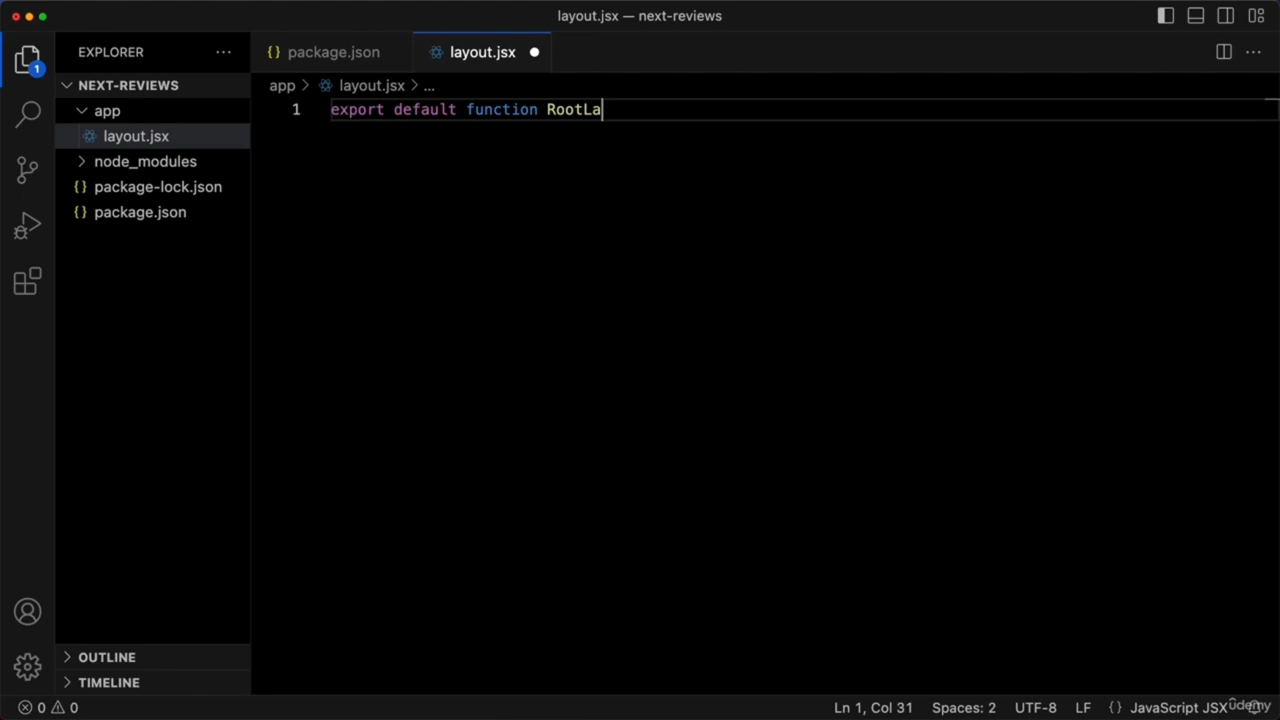 layout.jsx — next-reviews
EXPLORER ···
{} package.json
layout.jsx
1
NEXT-REVIEWS
app > layout.jsx > ...
app
1 export default function RootLa
layout.jsx
node_modules
{} package-lock.json
{} package.json
OUTLINE
TIMELINE
0 0
Ln 1, Col 31 Spaces: 2 UTF-8 LF {} JavaScript JSX
ûdemy